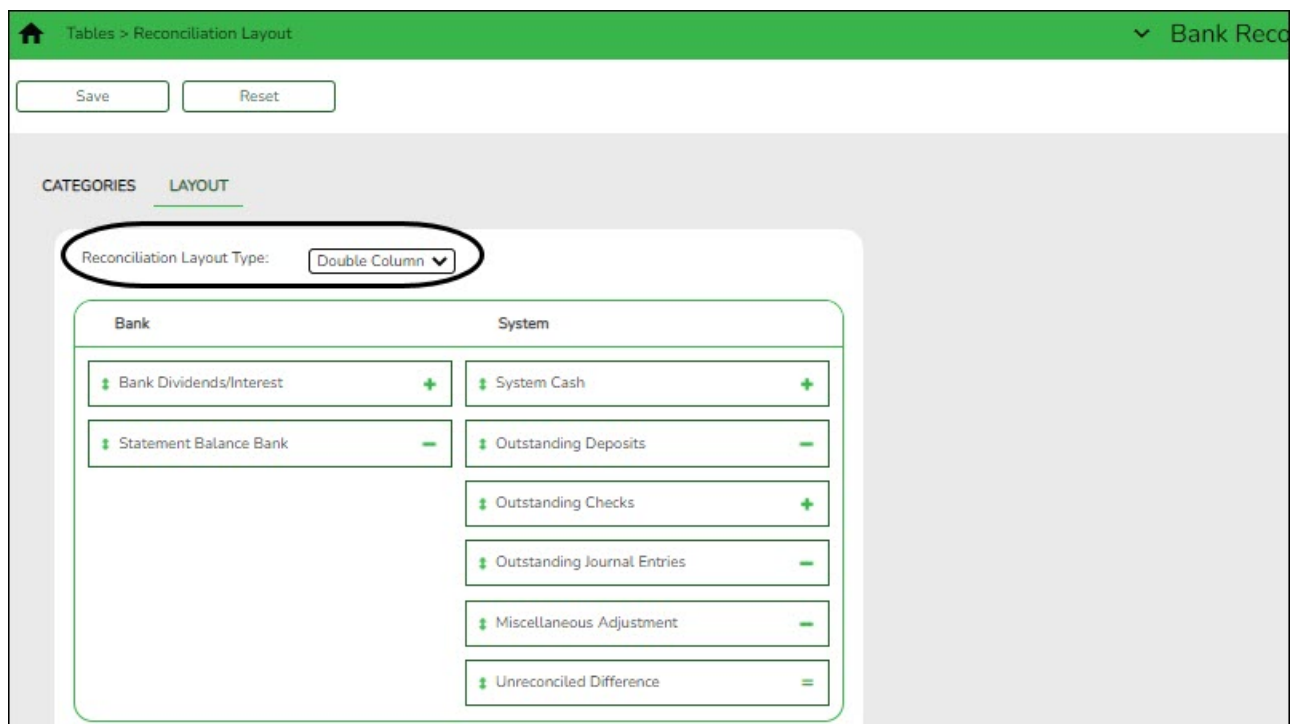 Tables > Reconciliation Layout
Bank Reco
Save
Reset
CATEGORIES
LAYOUT
Reconciliation Layout Type:
Double Column
Bank
System
Bank Dividends/Interest +
System Cash +
Statement Balance Bank −
Outstanding Deposits −
Outstanding Checks +
Outstanding Journal Entries −
Miscellaneous Adjustment −
Unreconciled Difference =